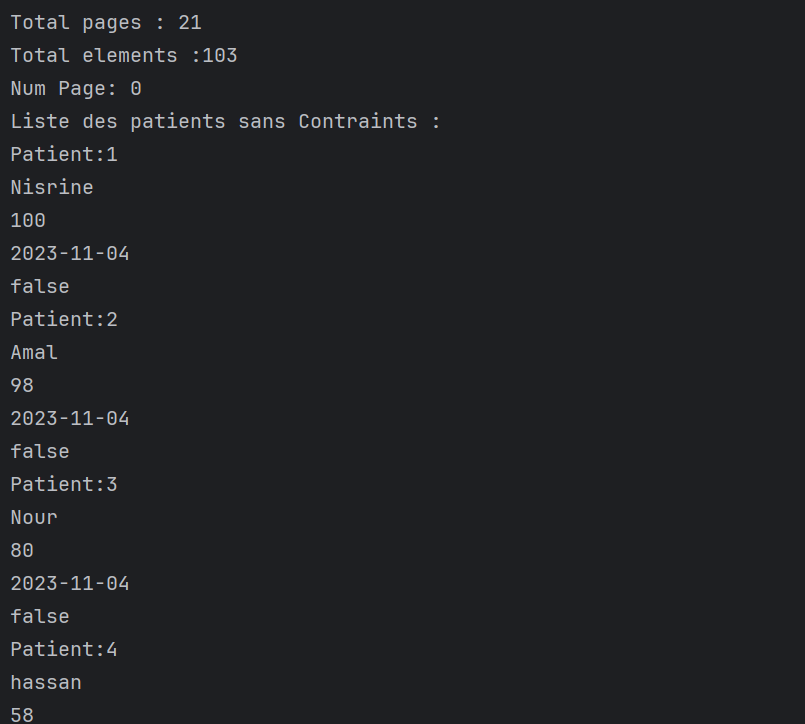 Total pages : 21
Total elements :103
Num Page: 0
Liste des patients sans Contraints :
Patient:1
Nisrine
100
2023-11-04
false
Patient:2
Amal
98
2023-11-04
false
Patient:3
Nour
80
2023-11-04
false
Patient:4
hassan
58